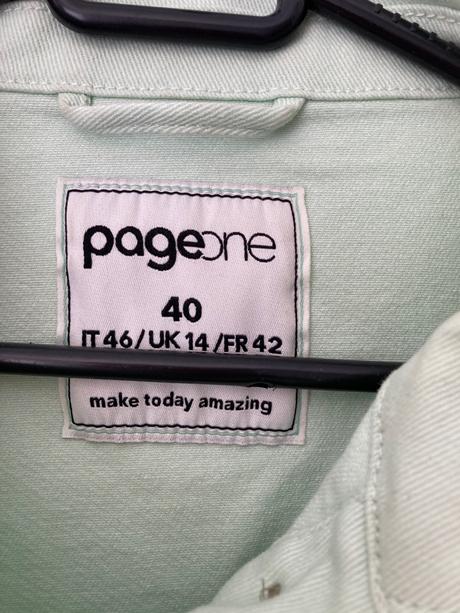 pageone
40
IT 46/UK 14/FR 42
make today amazing